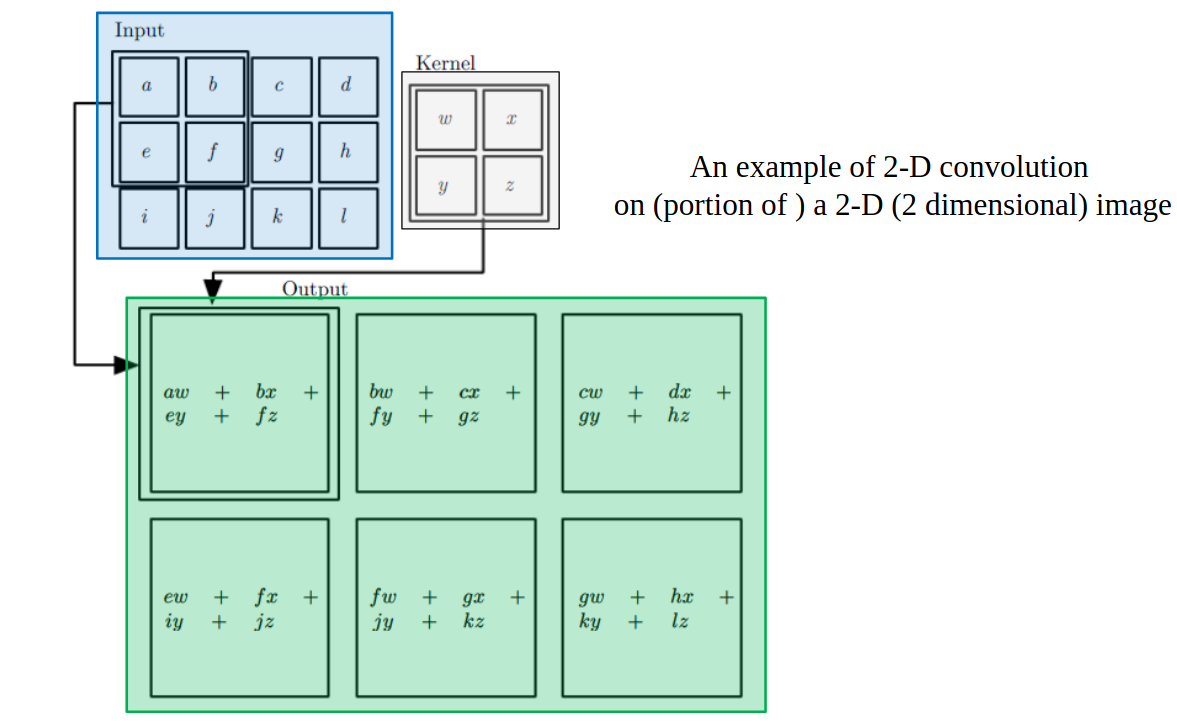 Input
a b c d
e f g h
i j k l
Kernel
w x
y z
An example of 2-D convolution
on (portion of ) a 2-D (2 dimensional) image
Output
aw + bx +
ey + fz
bw + cx +
fy + gz
cw + dx +
gy + hz
ew + fx +
iy + jz
fw + gx +
jy + kz
gw + hx +
ky + lz